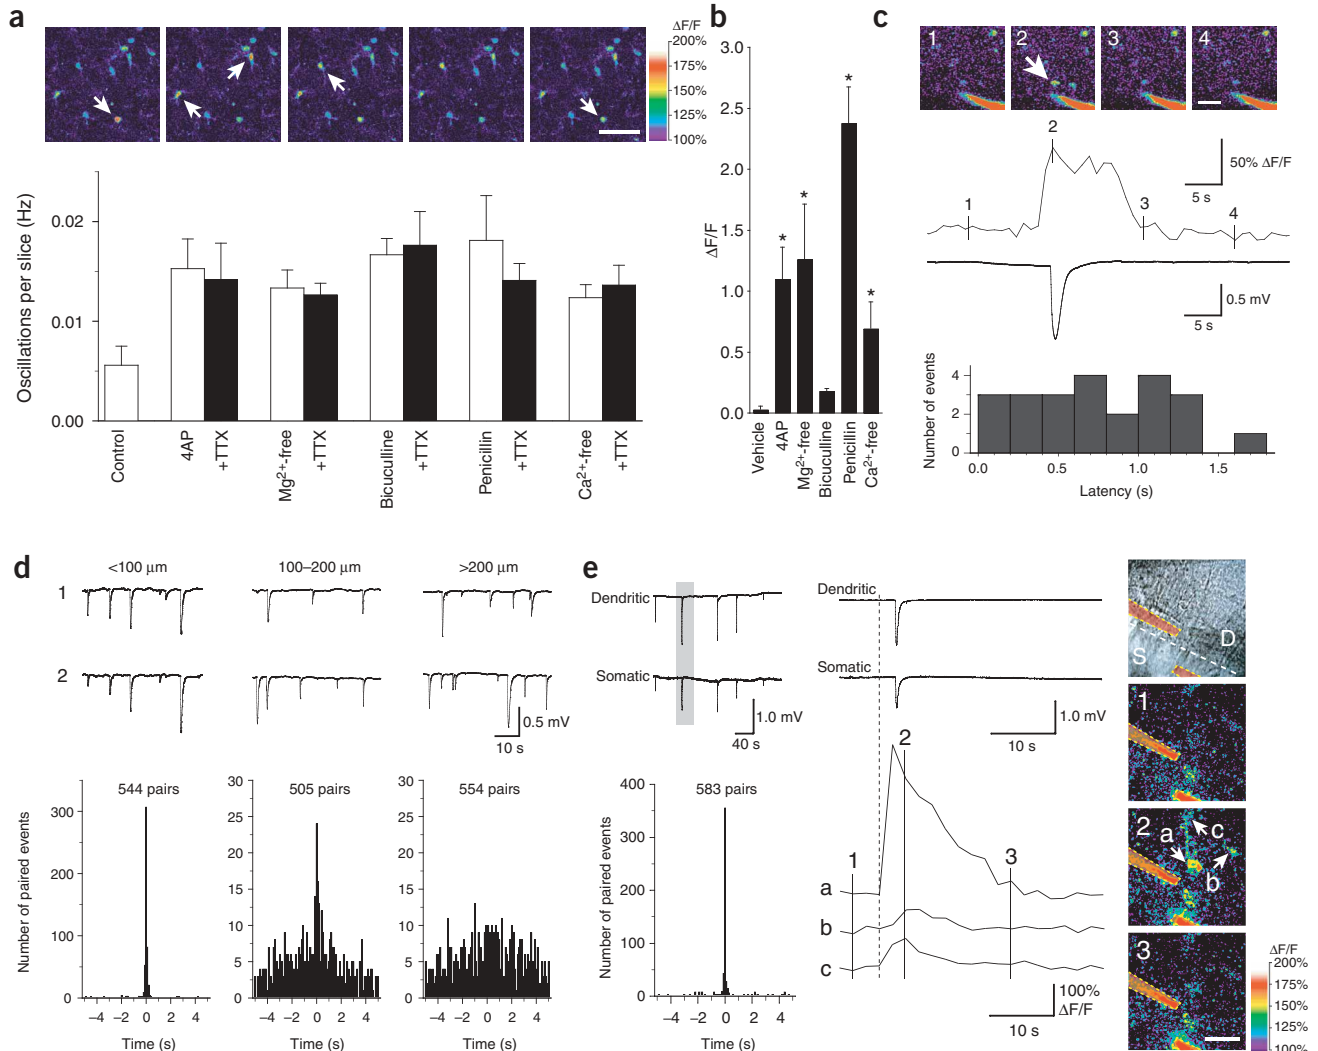 a
ΔF/F
200%
175%
150%
125%
100%
Oscillations per slice (Hz)
0.02
0.01
0.00
Control
4AP
+TTX
Mg2+-free
+TTX
Bicuculline
+TTX
Penicillin
+TTX
Ca2+-free
+TTX
b
ΔF/F
3.0
2.5
2.0
1.5
1.0
0.5
0.0
* * * *
Vehicle
4AP
Mg2+-free
Bicuculline
Penicillin
Ca2+-free
c
1 2 3 4
2
50% ΔF/F
5 s
1 3 4
0.5 mV
5 s
Number of events
4
2
0
0.0 0.5 1.0 1.5
Latency (s)
d
<100 μm 100–200 μm >200 μm
1
2
0.5 mV
10 s
Number of paired events
544 pairs
300
200
100
0
−4 −2 0 2 4
Time (s)
505 pairs
30
25
20
15
10
5
0
−4 −2 0 2 4
Time (s)
554 pairs
30
25
20
15
10
5
0
−4 −2 0 2 4
Time (s)
e
Dendritic
Somatic
1.0 mV
40 s
Number of paired events
583 pairs
400
300
200
100
0
−4 −2 0 2 4
Time (s)
Dendritic
Somatic
1.0 mV
10 s
2
1 3
a
b
c
100%
ΔF/F
10 s
S D
1
2
a c
b
3
ΔF/F
200%
175%
150%
125%
100%